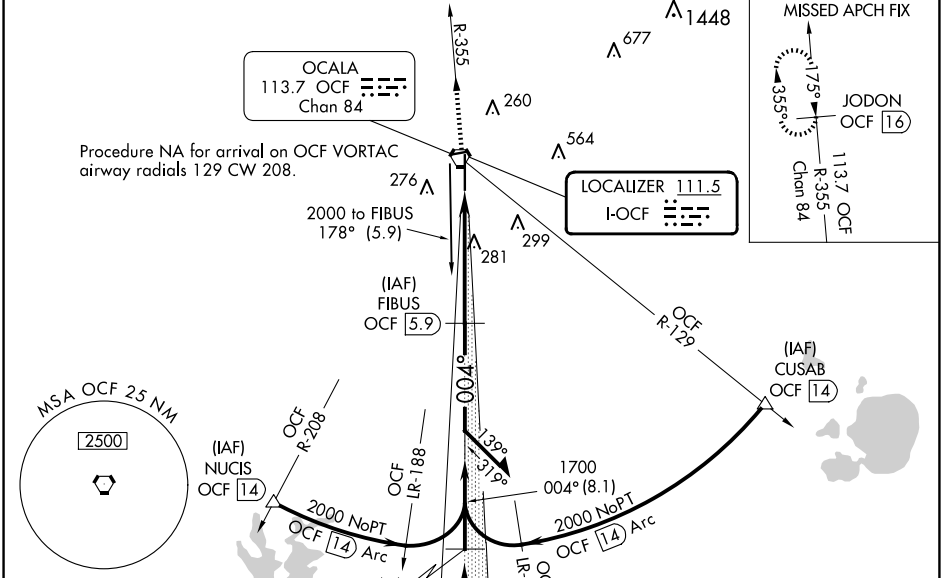 1448
677
R-355
OCALA
113.7 OCF
Chan 84
260
564
Procedure NA for arrival on OCF VORTAC
airway radials 129 CW 208.
276
LOCALIZER 111.5
I-OCF
2000 to FIBUS
178° (5.9)
299
281
MISSED APCH FIX
175°
355°
JODON
OCF 16
113.7 OCF
R-355
Chan 84
(IAF)
FIBUS
OCF 5.9
OCF
R-129
(IAF)
CUSAB
OCF 14
004°
MSA OCF 25 NM
2500
OCF
R-208
(IAF)
NUCIS
OCF 14
OCF
LR-188
139°
319°
1700
004° (8.1)
2000 NoPT
OCF 14 Arc
2000 NoPT
OCF 14 Arc